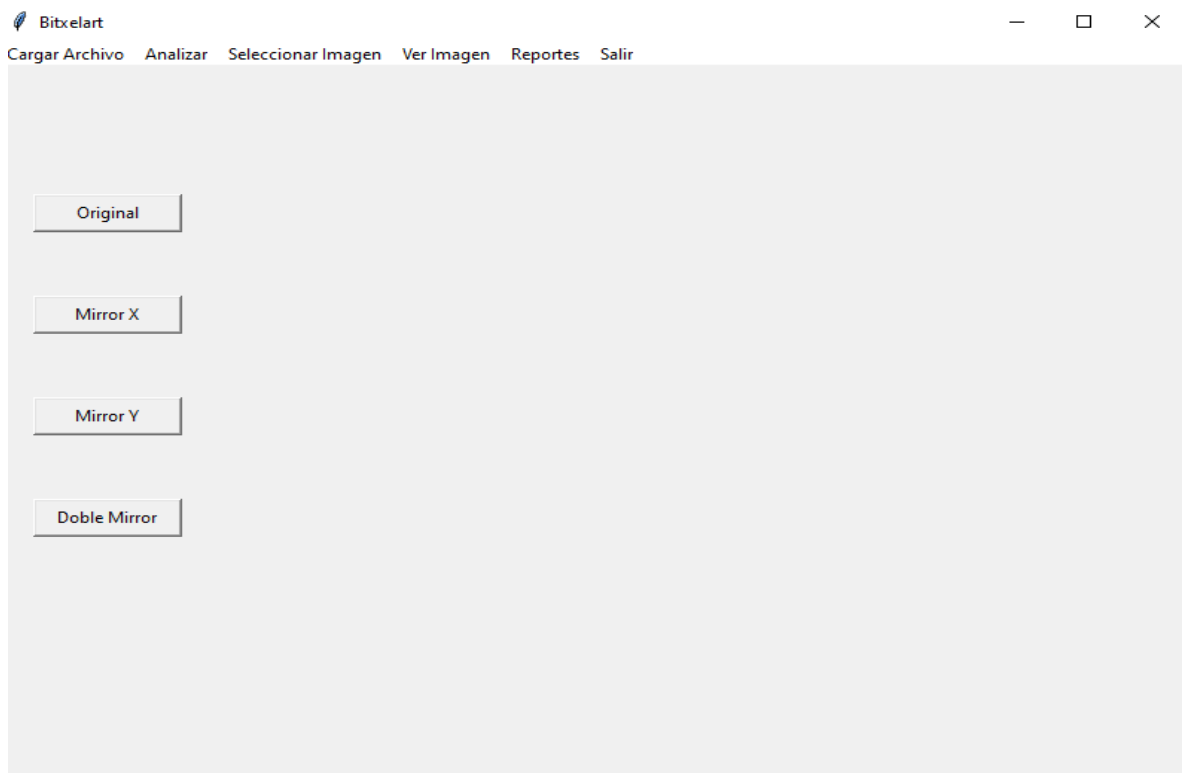 Bitxelart
Cargar Archivo Analizar Seleccionar Imagen Ver Imagen Reportes Salir
Original
Mirror X
Mirror Y
Doble Mirror